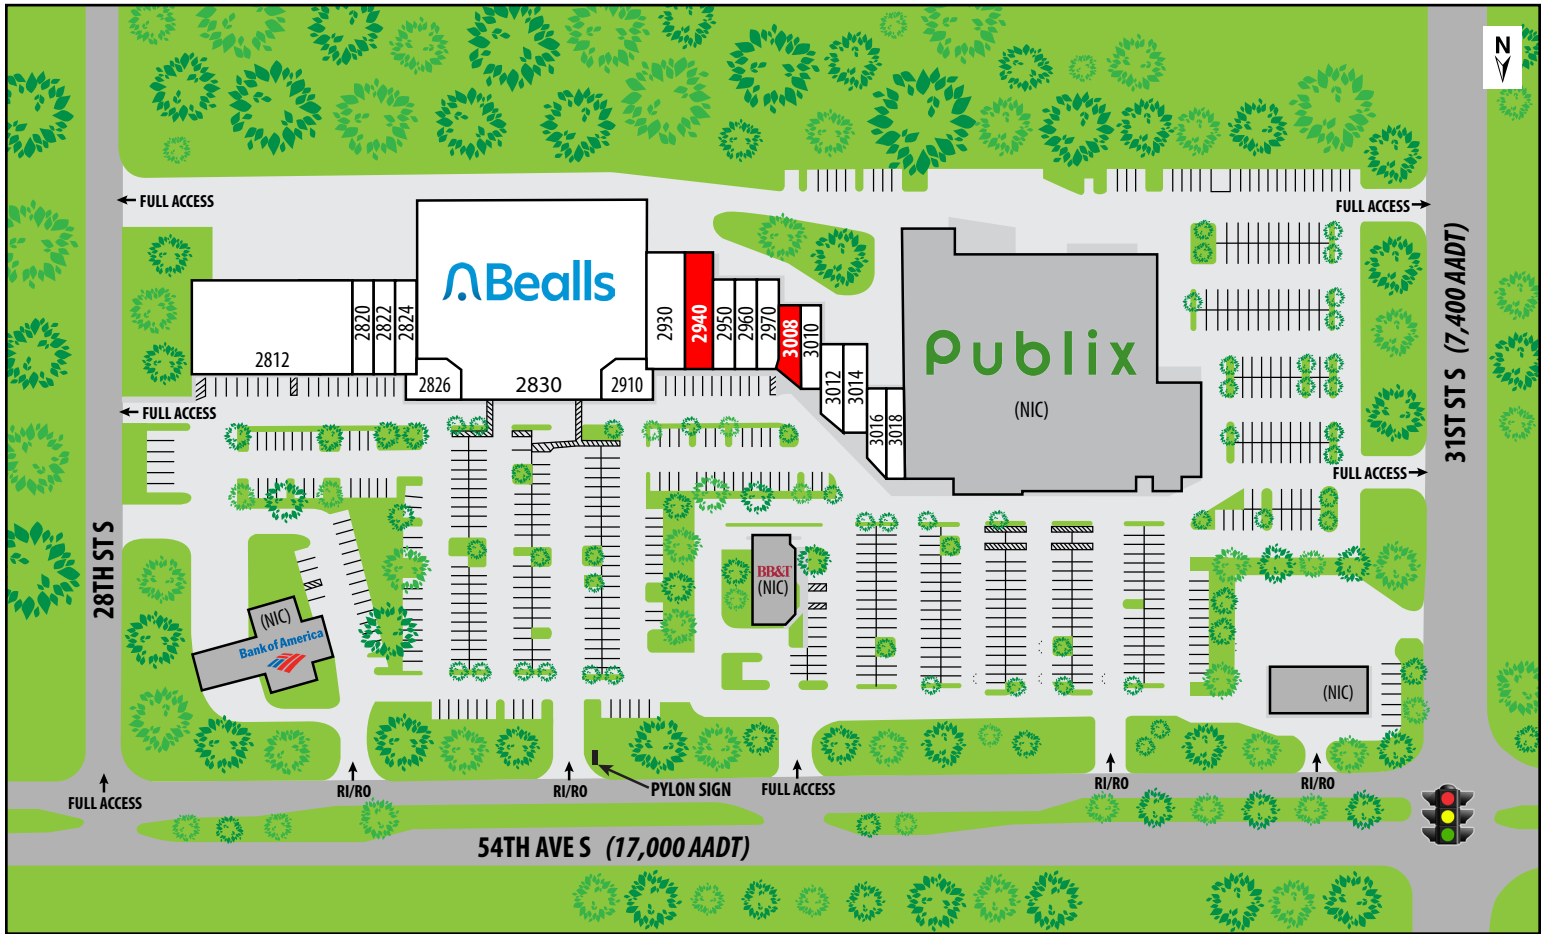 N
FULL ACCESS
FULL ACCESS
Bealls
2812
2820
2822
2824
2826
2830
2910
2930
2940
2950
2960
2970
3008
3010
3012
3014
3016
3018
Publix
(NIC)
31ST ST S (7,400 AADT)
FULL ACCESS
FULL ACCESS
28TH ST S
BB&T
(NIC)
(NIC)
Bank of America
(NIC)
FULL ACCESS
RI/RO
RI/RO
PYLON SIGN
FULL ACCESS
RI/RO
RI/RO
54TH AVE S (17,000 AADT)